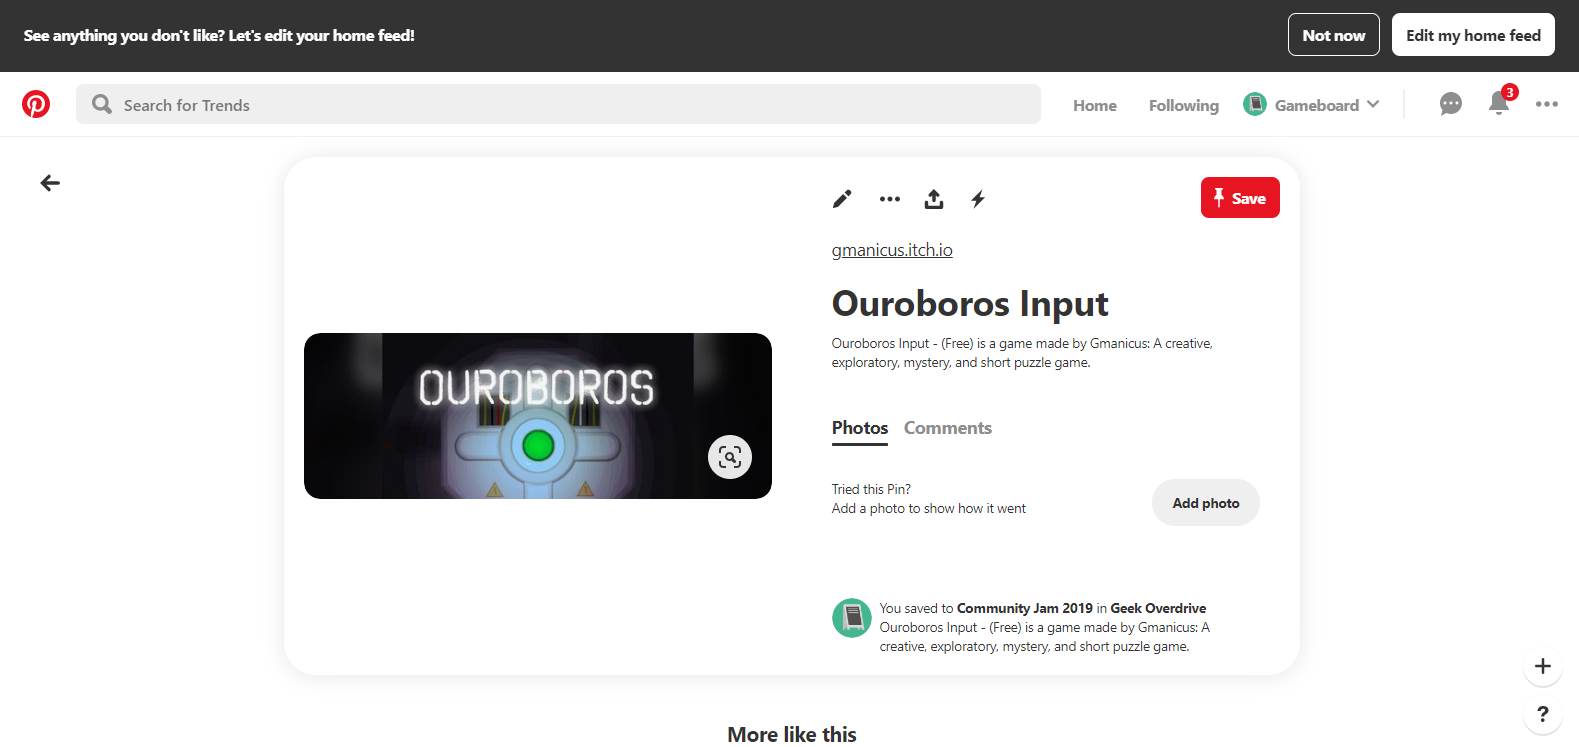 See anything you don't like? Let's edit your home feed!
Not now
Edit my home feed
Search for Trends
Home
Following
Gameboard
3
Save
gmanicus.itch.io
Ouroboros Input
Ouroboros Input - (Free) is a game made by Gmanicus: A creative,
exploratory, mystery, and short puzzle game.
OUROBOROS
Photos
Comments
Tried this Pin?
Add a photo to show how it went
Add photo
You saved to Community Jam 2019 in Geek Overdrive
Ouroboros Input - (Free) is a game made by Gmanicus: A
creative, exploratory, mystery, and short puzzle game.
More like this